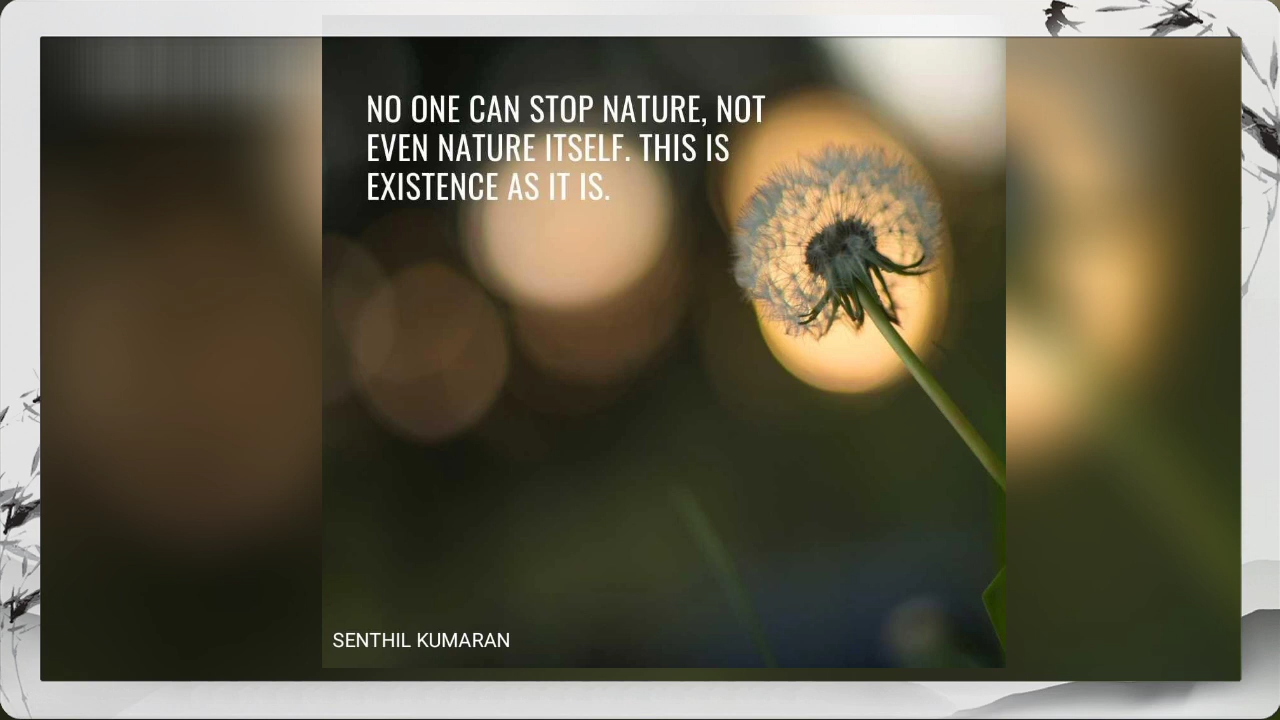 NO ONE CAN STOP NATURE, NOT
EVEN NATURE ITSELF. THIS IS
EXISTENCE AS IT IS.
SENTHIL KUMARAN